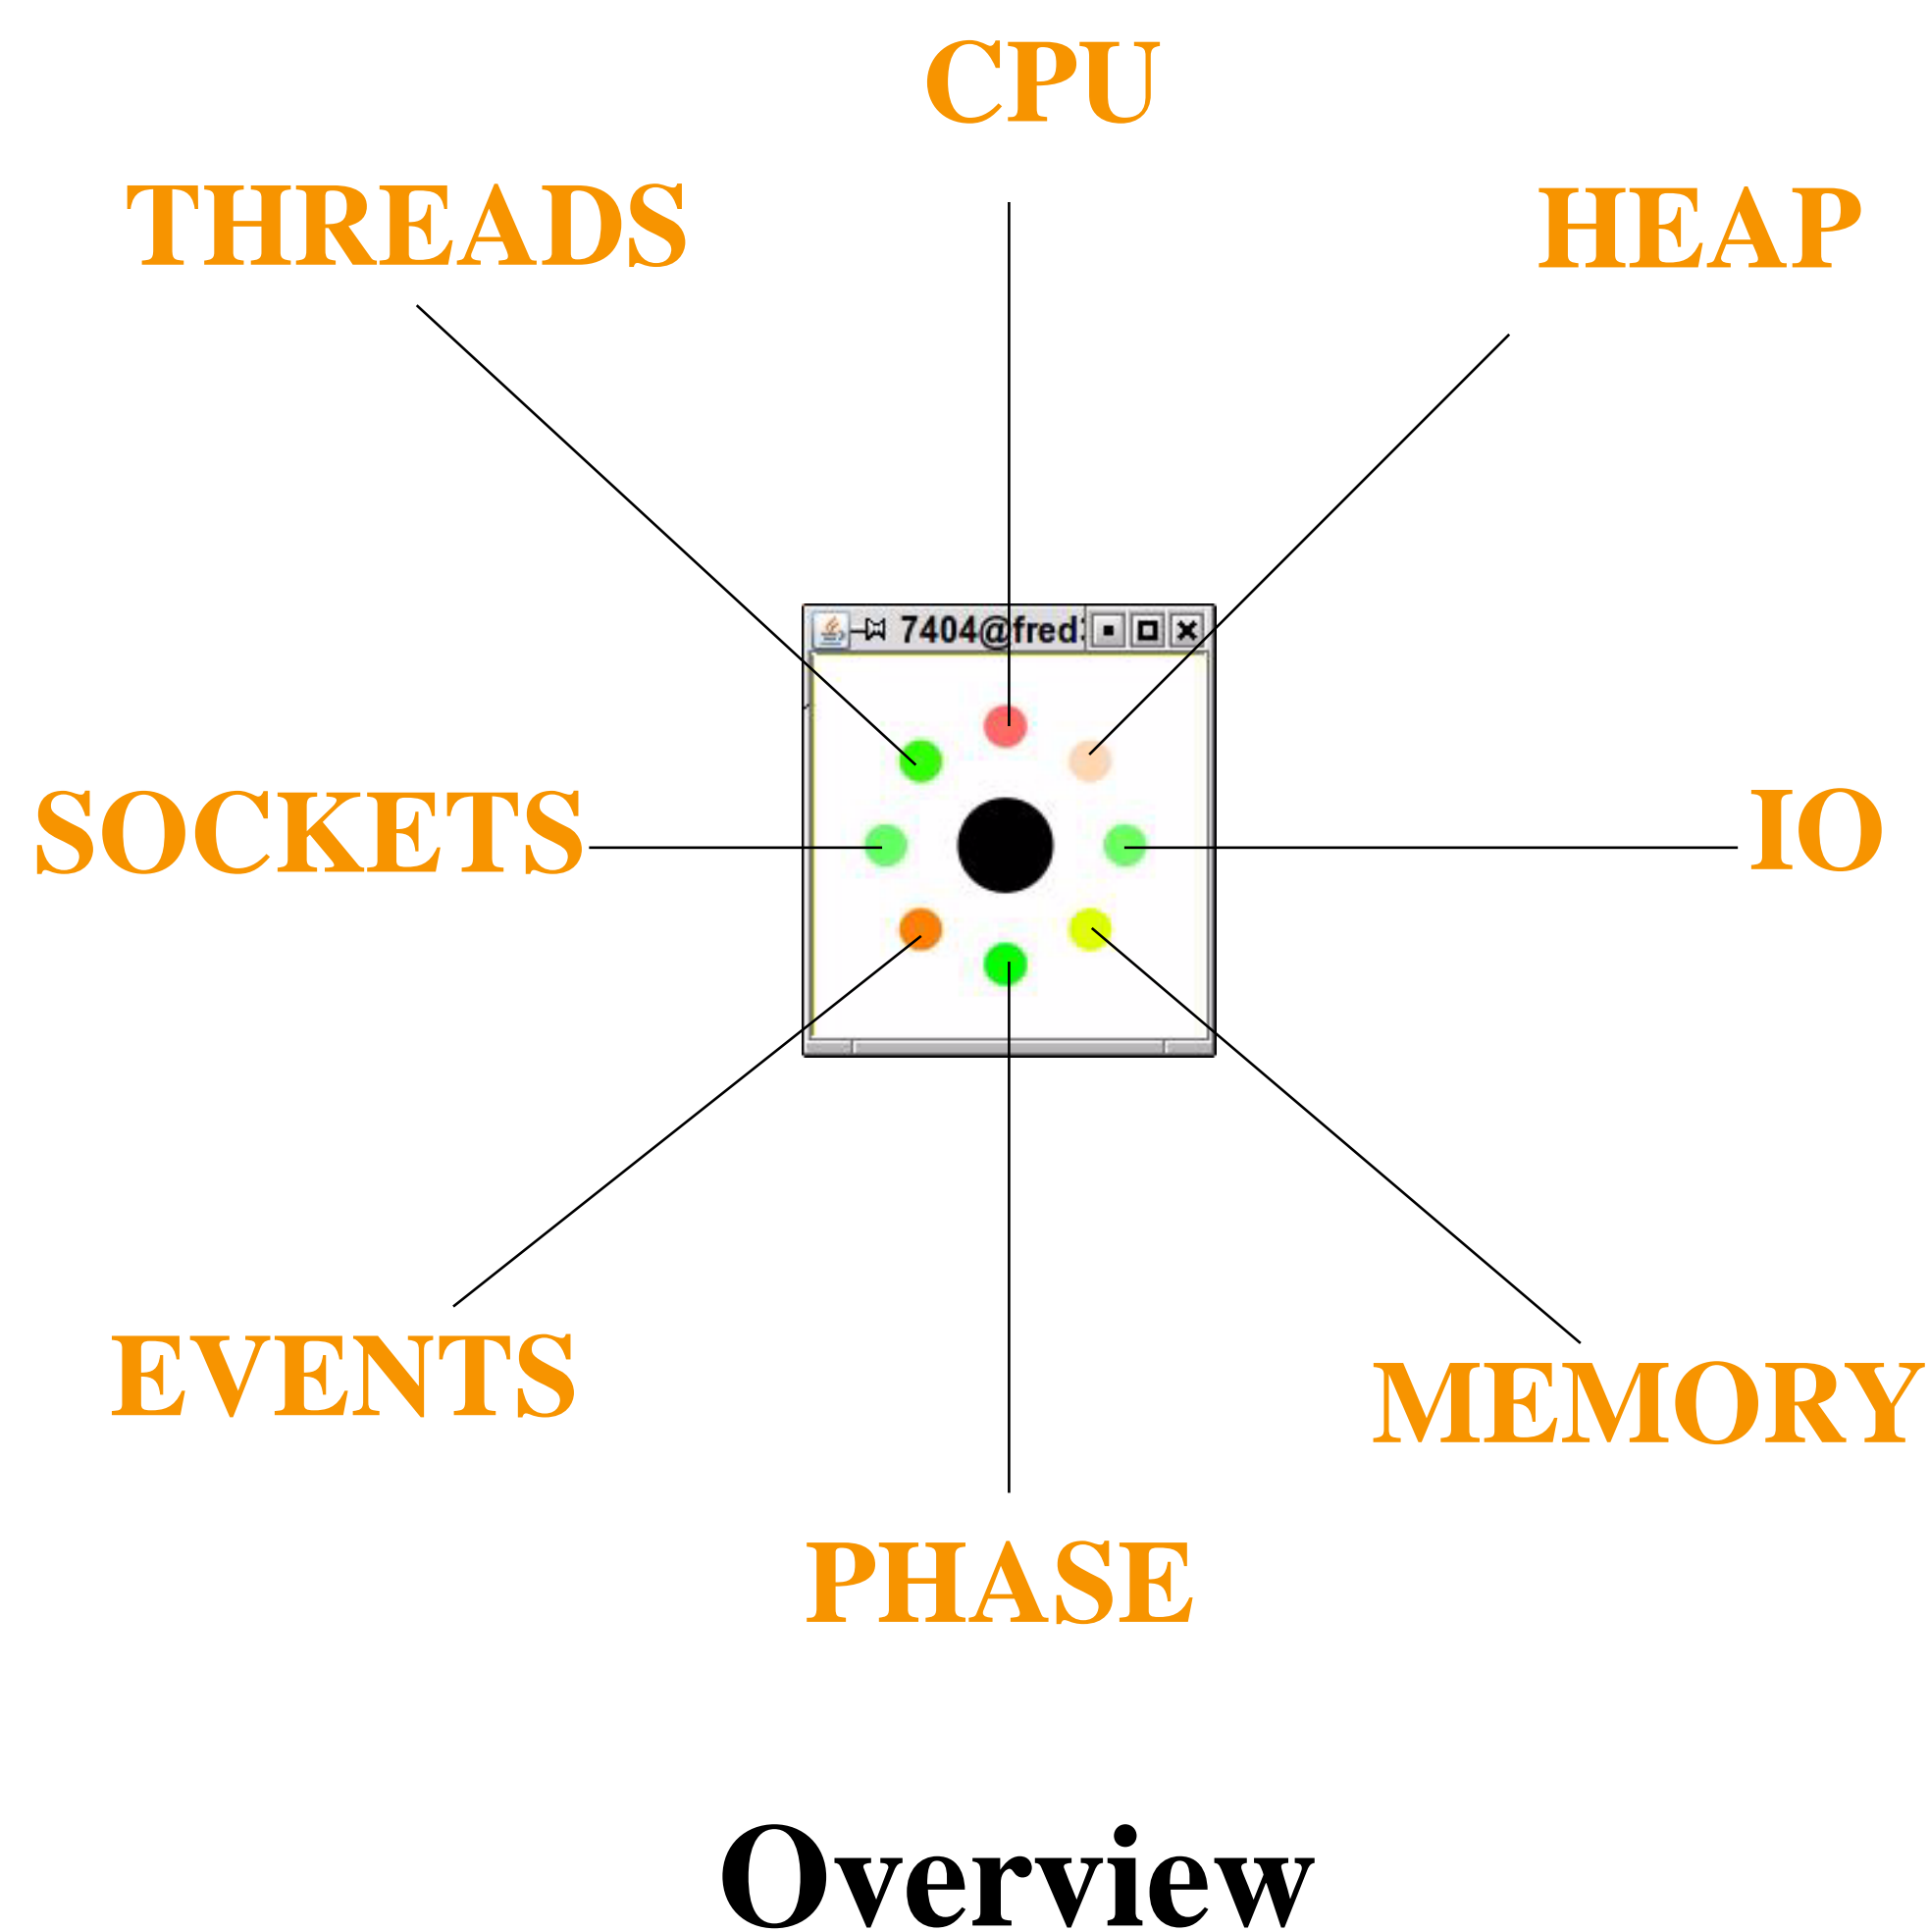 CPU
THREADS
HEAP
7404@fred
SOCKETS
IO
EVENTS
MEMORY
PHASE
Overview